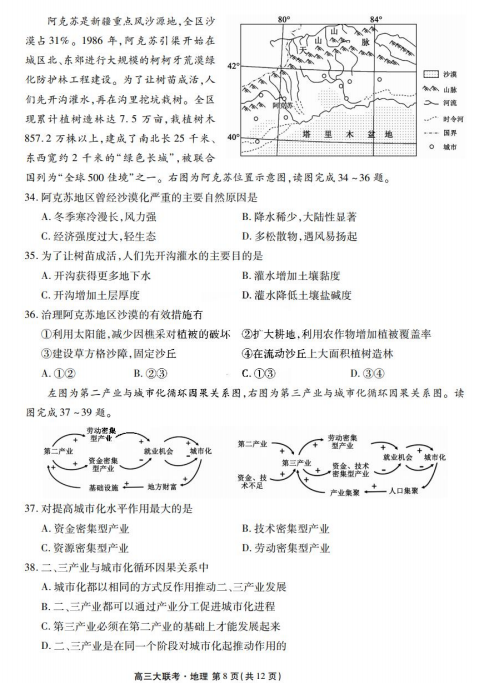 阿克苏是新疆重点风沙源地,全区沙
漠占31%。1986年,阿克苏引渠开始在
城区北、东郊进行大规模的柯柯牙荒漠绿
化防护林工程建设。为了让树苗成活,人
们先开沟灌水,再在沟里挖坑栽树。全区
现累计植树造林达7.5万亩,栽植树木
857.2万株以上,建成了南北长25千米、
东西宽约2千米的“绿色长城”,被联合
国列为“全球500佳境”之一。右图为阿克苏位置示意图,读图完成34～36题。
80°
84°
42°
40°
天
山
山
脉
阿克苏
塔里木盆地
沙漠
山脉
河流
时令河
国界
城市
34.阿克苏地区曾经沙漠化严重的主要自然原因是
A.冬季寒冷漫长,风力强
B.降水稀少,大陆性显著
C.经济强度过大,轻生态
D.多松散物,遇风易扬起
35.为了让树苗成活,人们先开沟灌水的主要目的是
A.开沟获得更多地下水
B.灌水增加土壤黏度
C.开沟增加土层厚度
D.灌水降低土壤盐碱度
36.治理阿克苏地区沙漠的有效措施有
①利用太阳能,减少因樵采对植被的破坏 ②扩大耕地,利用农作物增加植被覆盖率
③建设草方格沙障,固定沙丘
④在流动沙丘上大面积植树造林
A.①②
B.②③
C.①③
D.③④
左图为第二产业与城市化循环因果关系图,右图为第三产业与城市化循环因果关系图。读
图完成37～39题。
劳动密集
型产业
第二产业
就业机会
城市化
资金密集
型产业
基础设施
地方财富
第二产业
劳动密集
型产业
第三产业
就业机会
城市化
资金、技术
密集型产业
资金、技
术不足
产业集聚
人口集聚
37.对提高城市化水平作用最大的是
A.资金密集型产业
B.技术密集型产业
C.资源密集型产业
D.劳动密集型产业
38.二、三产业与城市化循环因果关系中
A.城市化都以相同的方式反作用推动二、三产业发展
B.二、三产业都可以通过产业分工促进城市化进程
C.第三产业必须在第二产业的基础上才能发展起来
D.二、三产业是在同一个阶段对城市化起推动作用的
高三大联考·地理 第8页(共12页)